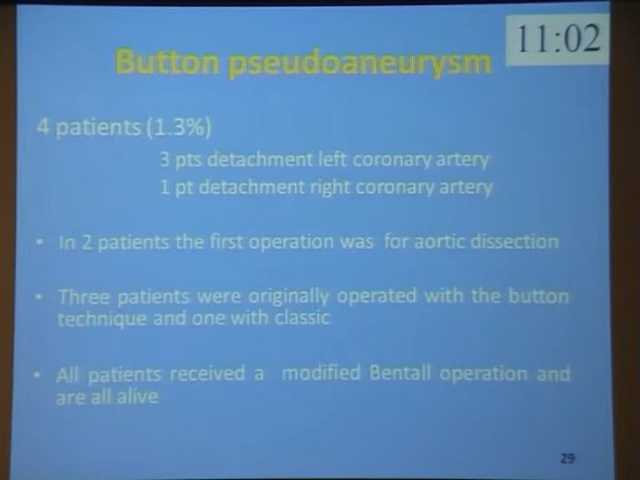 11:02
Button pseudoaneurysm
4 patients (1.3%)
3 pts detachment left coronary artery
1 pt detachment right coronary artery
• In 2 patients the first operation was for aortic dissection
• Three patients were originally operated with the button
technique and one with classic
• All patients received a modified Bentall operation and
are all alive
29